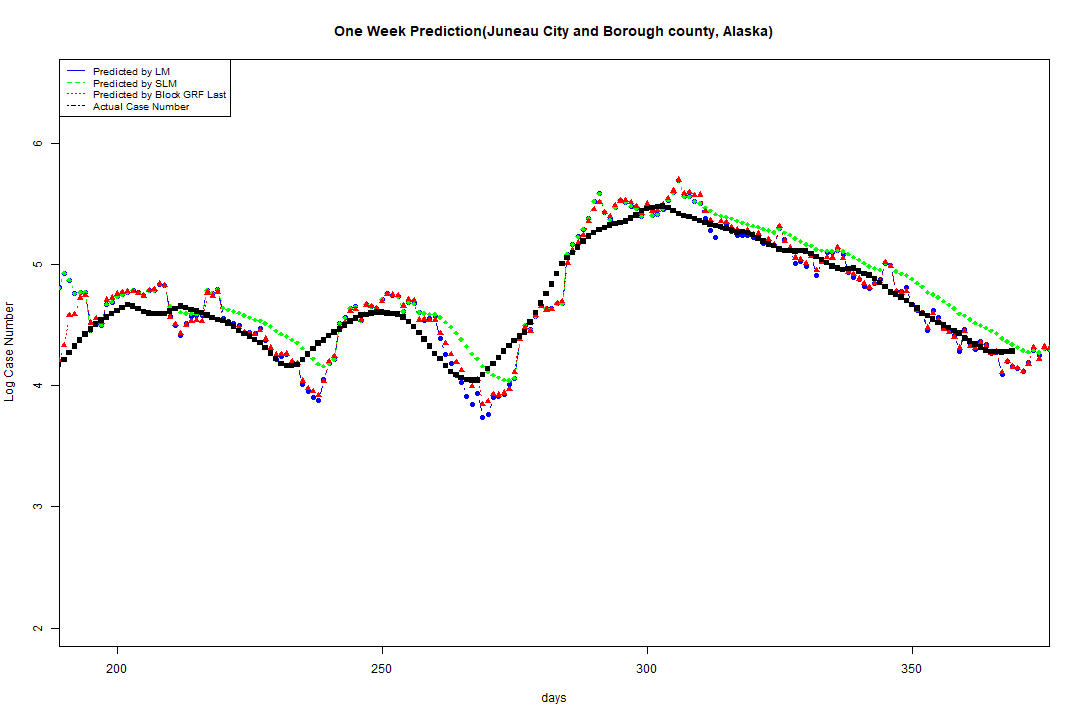 One Week Prediction(Juneau City and Borough county, Alaska)
Predicted by LM
Predicted by SLM
Predicted by Block GRF Last
Actual Case Number
6
5
4
3
2
Log Case Number
200
250
300
350
days